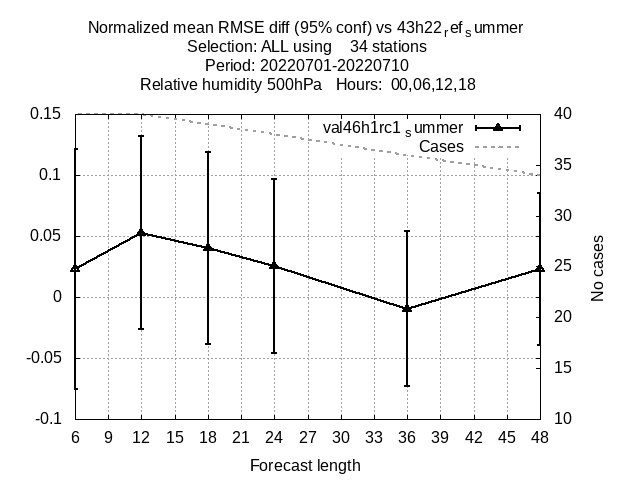 Normalized mean RMSE diff (95% conf) vs 43h22refsummer
Selection: ALL using 34 stations
Period: 20220701-20220710
Relative humidity 500hPa Hours: 00,06,12,18
val46h1rc1summer
Cases
0.15
0.1
0.05
0
-0.05
-0.1
40
35
30
25
20
15
10
No cases
6 9 12 15 18 21 24 27 30 33 36 39 42 45 48
Forecast length